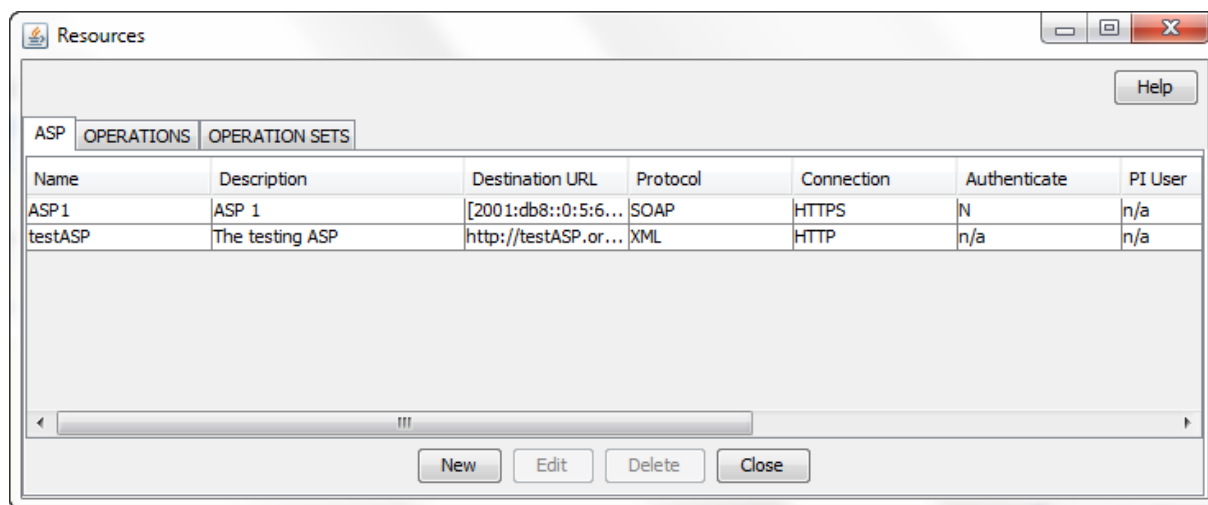 Resources
Help
ASP OPERATIONS OPERATION SETS
Name Description Destination URL Protocol Connection Authenticate PI User
ASP1 ASP 1 [2001:db8::0:5:6... SOAP HTTPS N n/a
testASP The testing ASP http://testASP.or... XML HTTP n/a n/a
New Edit Delete Close